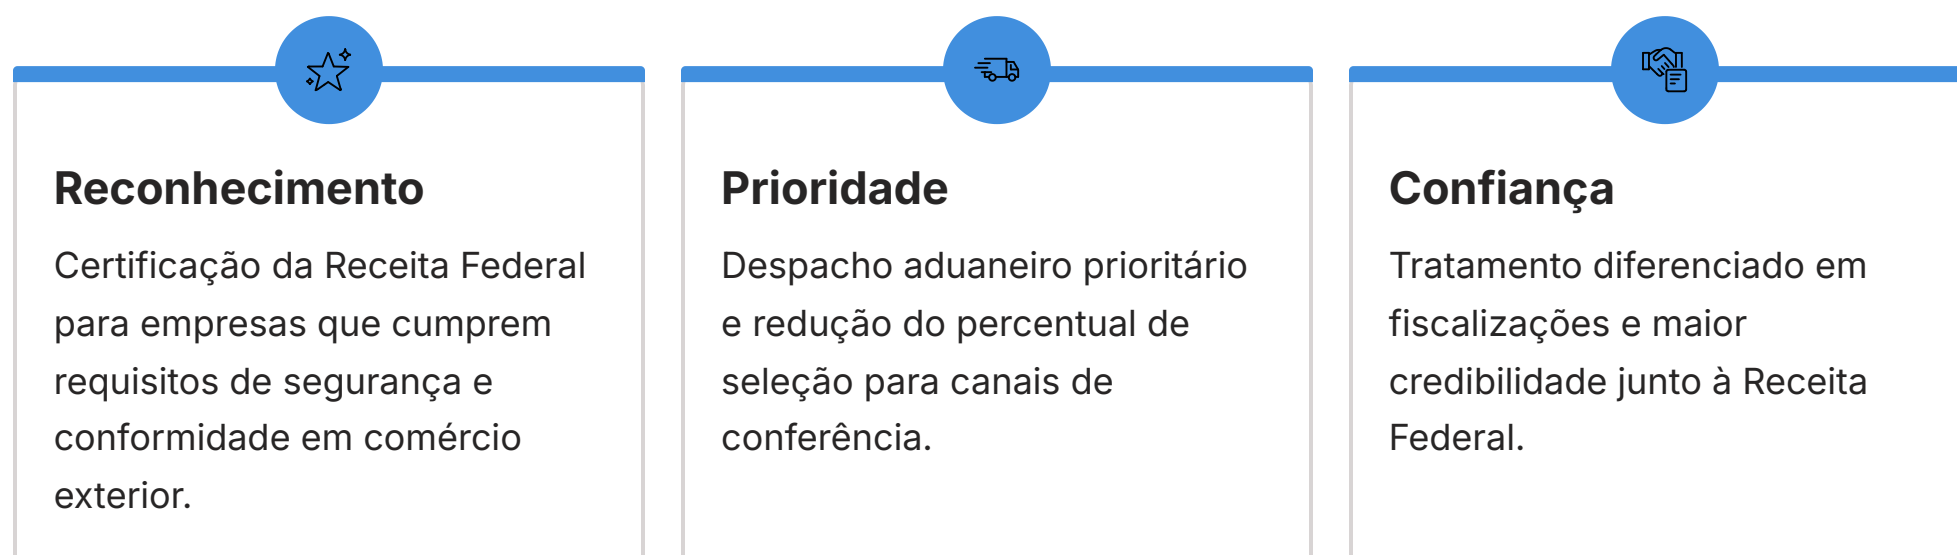 Reconhecimento
Certificação da Receita Federal
para empresas que cumprem
requisitos de segurança e
conformidade em comércio
exterior.
Prioridade
Despacho aduaneiro prioritário
e redução do percentual de
seleção para canais de
conferência.
Confiança
Tratamento diferenciado em
fiscalizações e maior
credibilidade junto à Receita
Federal.